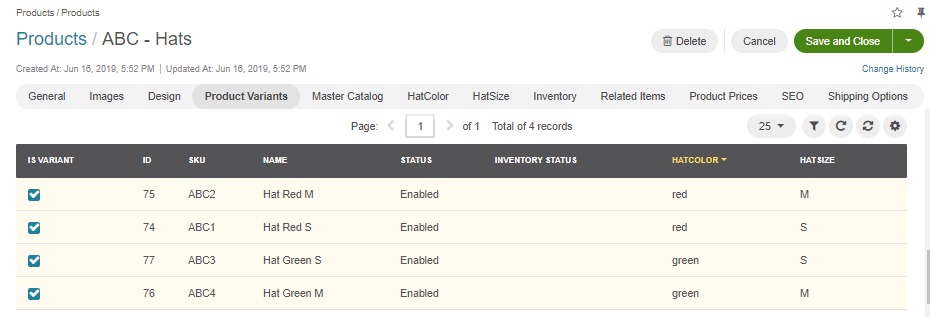 Products / Products
Products / ABC - Hats
Delete Cancel Save and Close
Created At: Jun 16, 2019, 5:52 PM | Updated At: Jun 16, 2019, 5:52 PM Change History
General Images Design Product Variants Master Catalog HatColor HatSize Inventory Related Items Product Prices SEO Shipping Options
Page: 1 of 1 Total of 4 records 25
IS VARIANT ID SKU NAME STATUS INVENTORY STATUS HATCOLOR HATSIZE
75 ABC2 Hat Red M Enabled red M
74 ABC1 Hat Red S Enabled red S
77 ABC3 Hat Green S Enabled green S
76 ABC4 Hat Green M Enabled green M